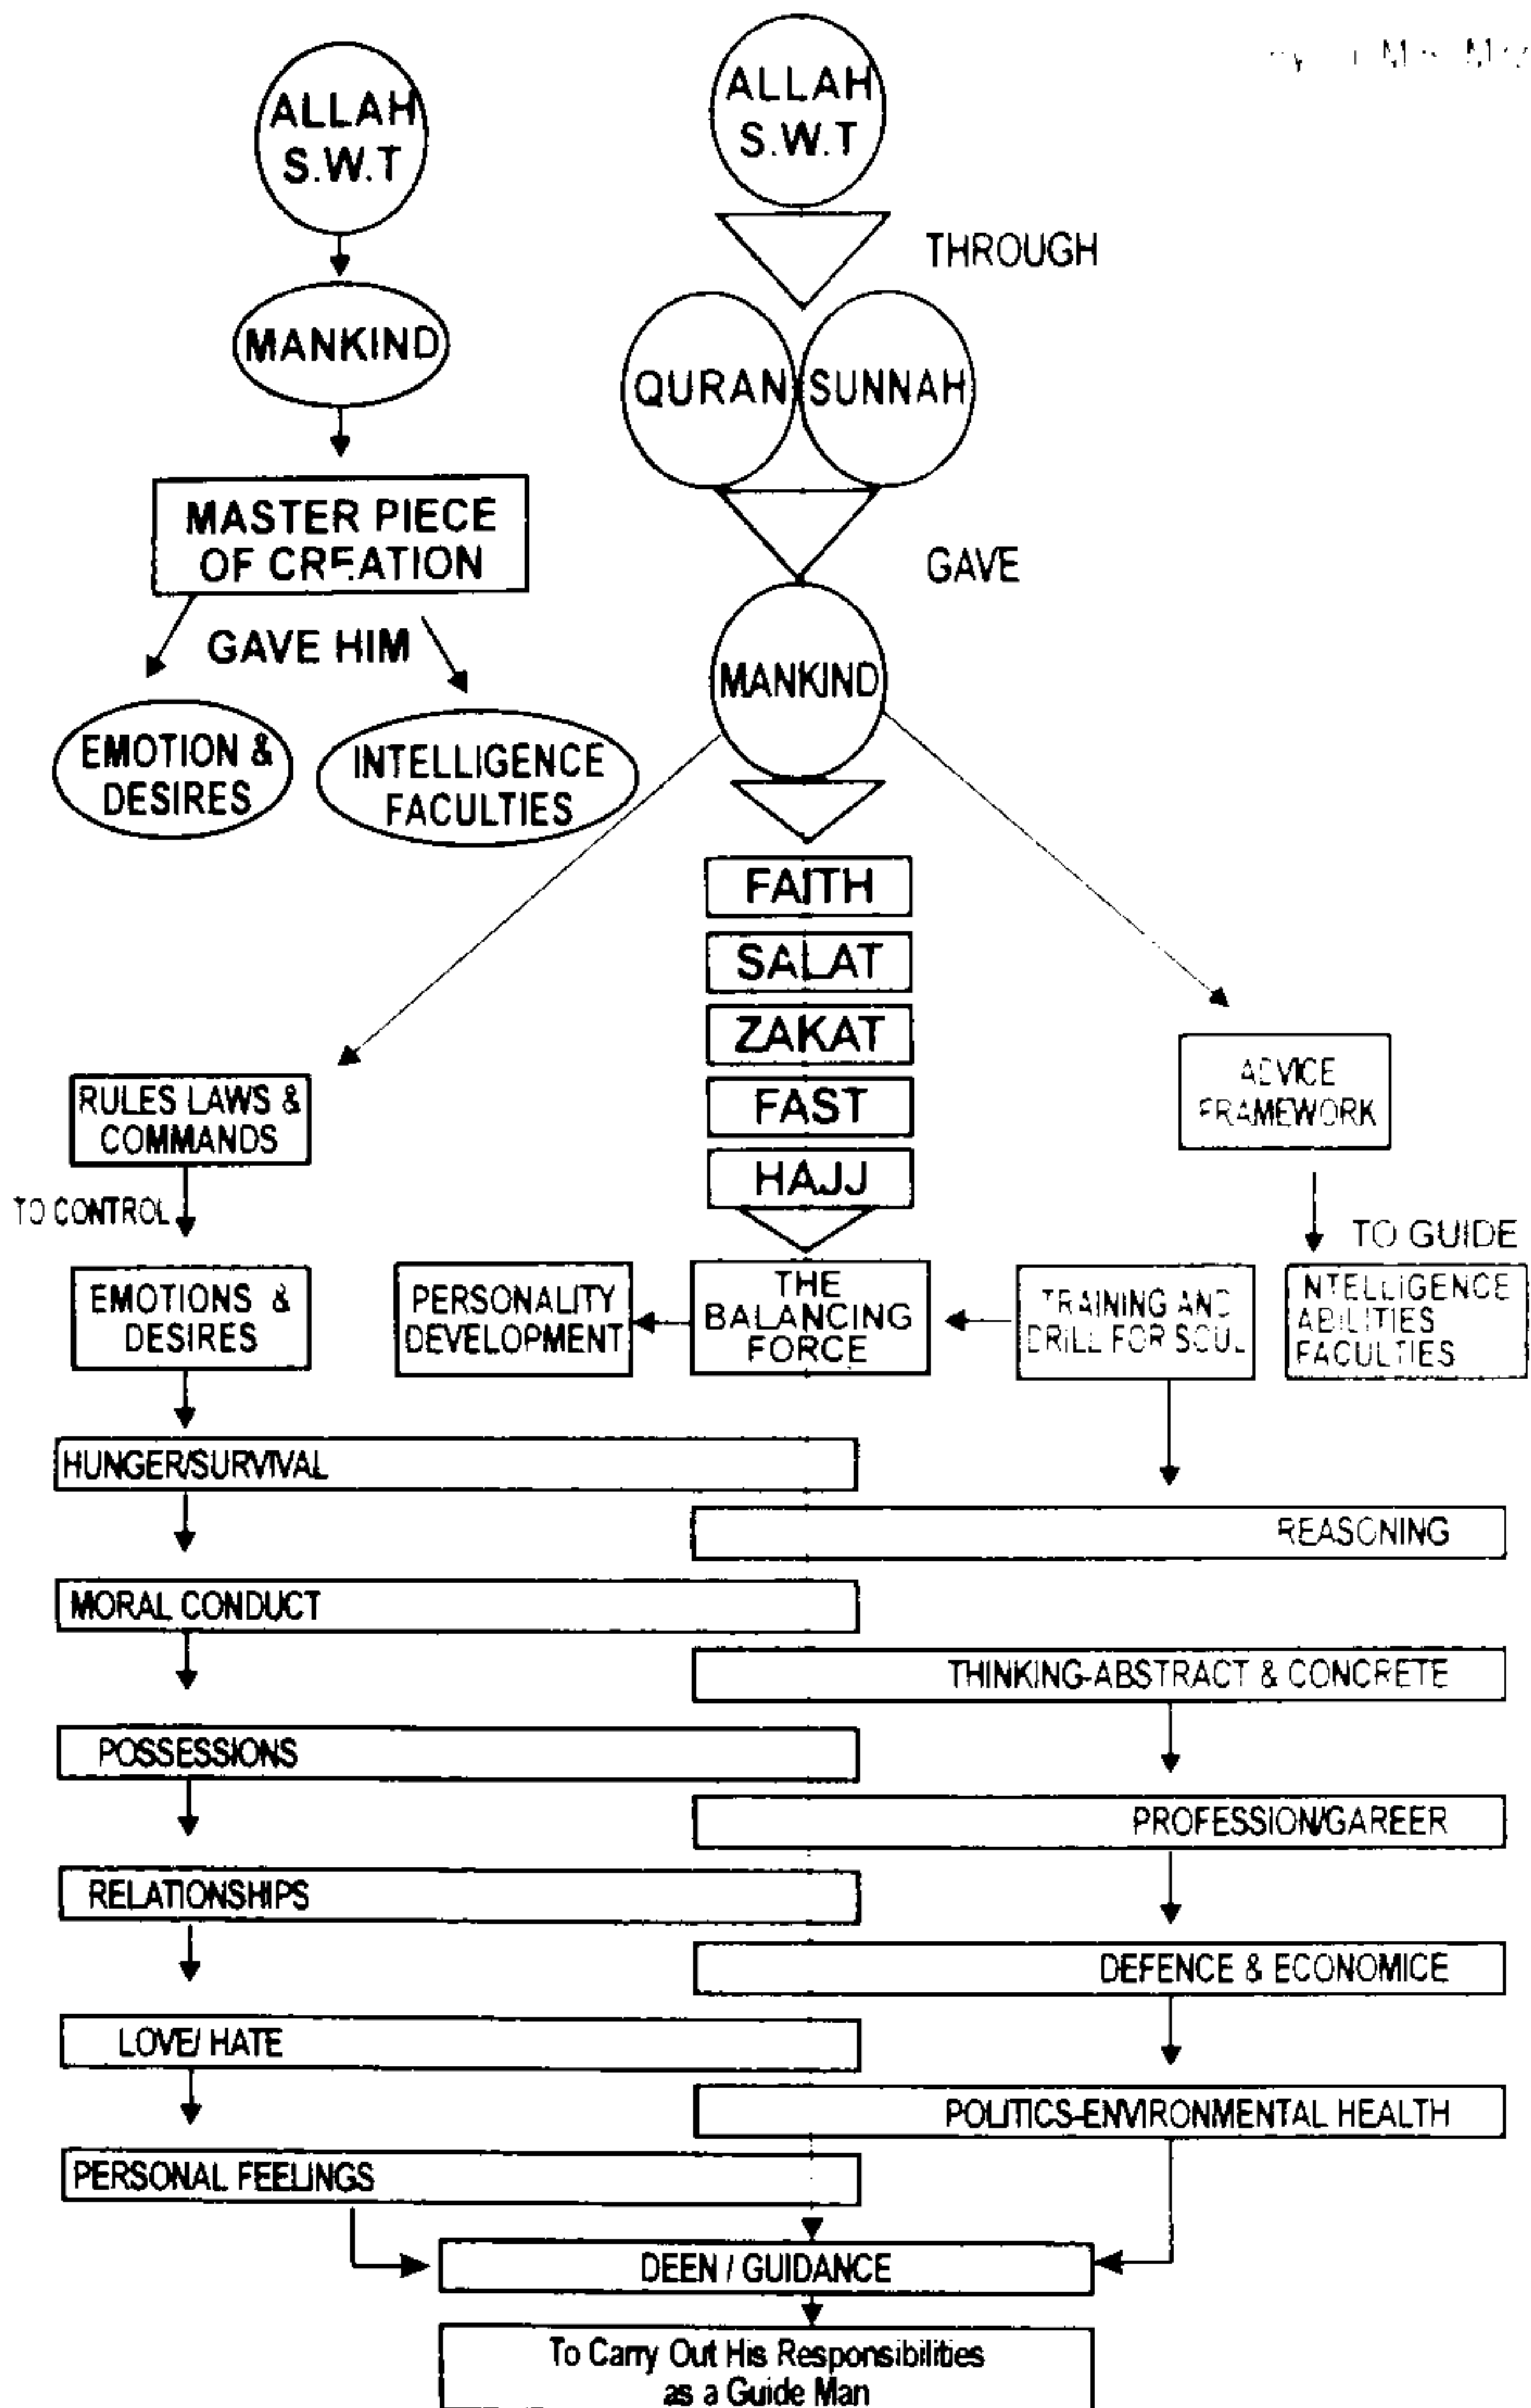 ALLAH
S.W.T
MANKIND
MASTER PIECE
OF CREATION
GAVE HIM
EMOTION &
DESIRES
INTELLIGENCE
FACULTIES
ALLAH
S.W.T
THROUGH
QURAN
SUNNAH
GAVE
MANKIND
FAITH
SALAT
ZAKAT
FAST
HAJJ
RULES LAWS &
COMMANDS
TO CONTROL
EMOTIONS &
DESIRES
ADVICE
FRAMEWORK
TO GUIDE
INTELLIGENCE
ABILITIES
FACULTIES
PERSONALITY
DEVELOPMENT
THE
BALANCING
FORCE
TRAINING AND
DRILL FOR SOUL
HUNGER/SURVIVAL
REASONING
MORAL CONDUCT
THINKING-ABSTRACT & CONCRETE
POSSESSIONS
PROFESSION/GAREER
RELATIONSHIPS
DEFENCE & ECONOMICE
LOVE/ HATE
POLITICS-ENVIRONMENTAL HEALTH
PERSONAL FEELINGS
DEEN / GUIDANCE
To Carry Out His Responsibilities
as a Guide Man